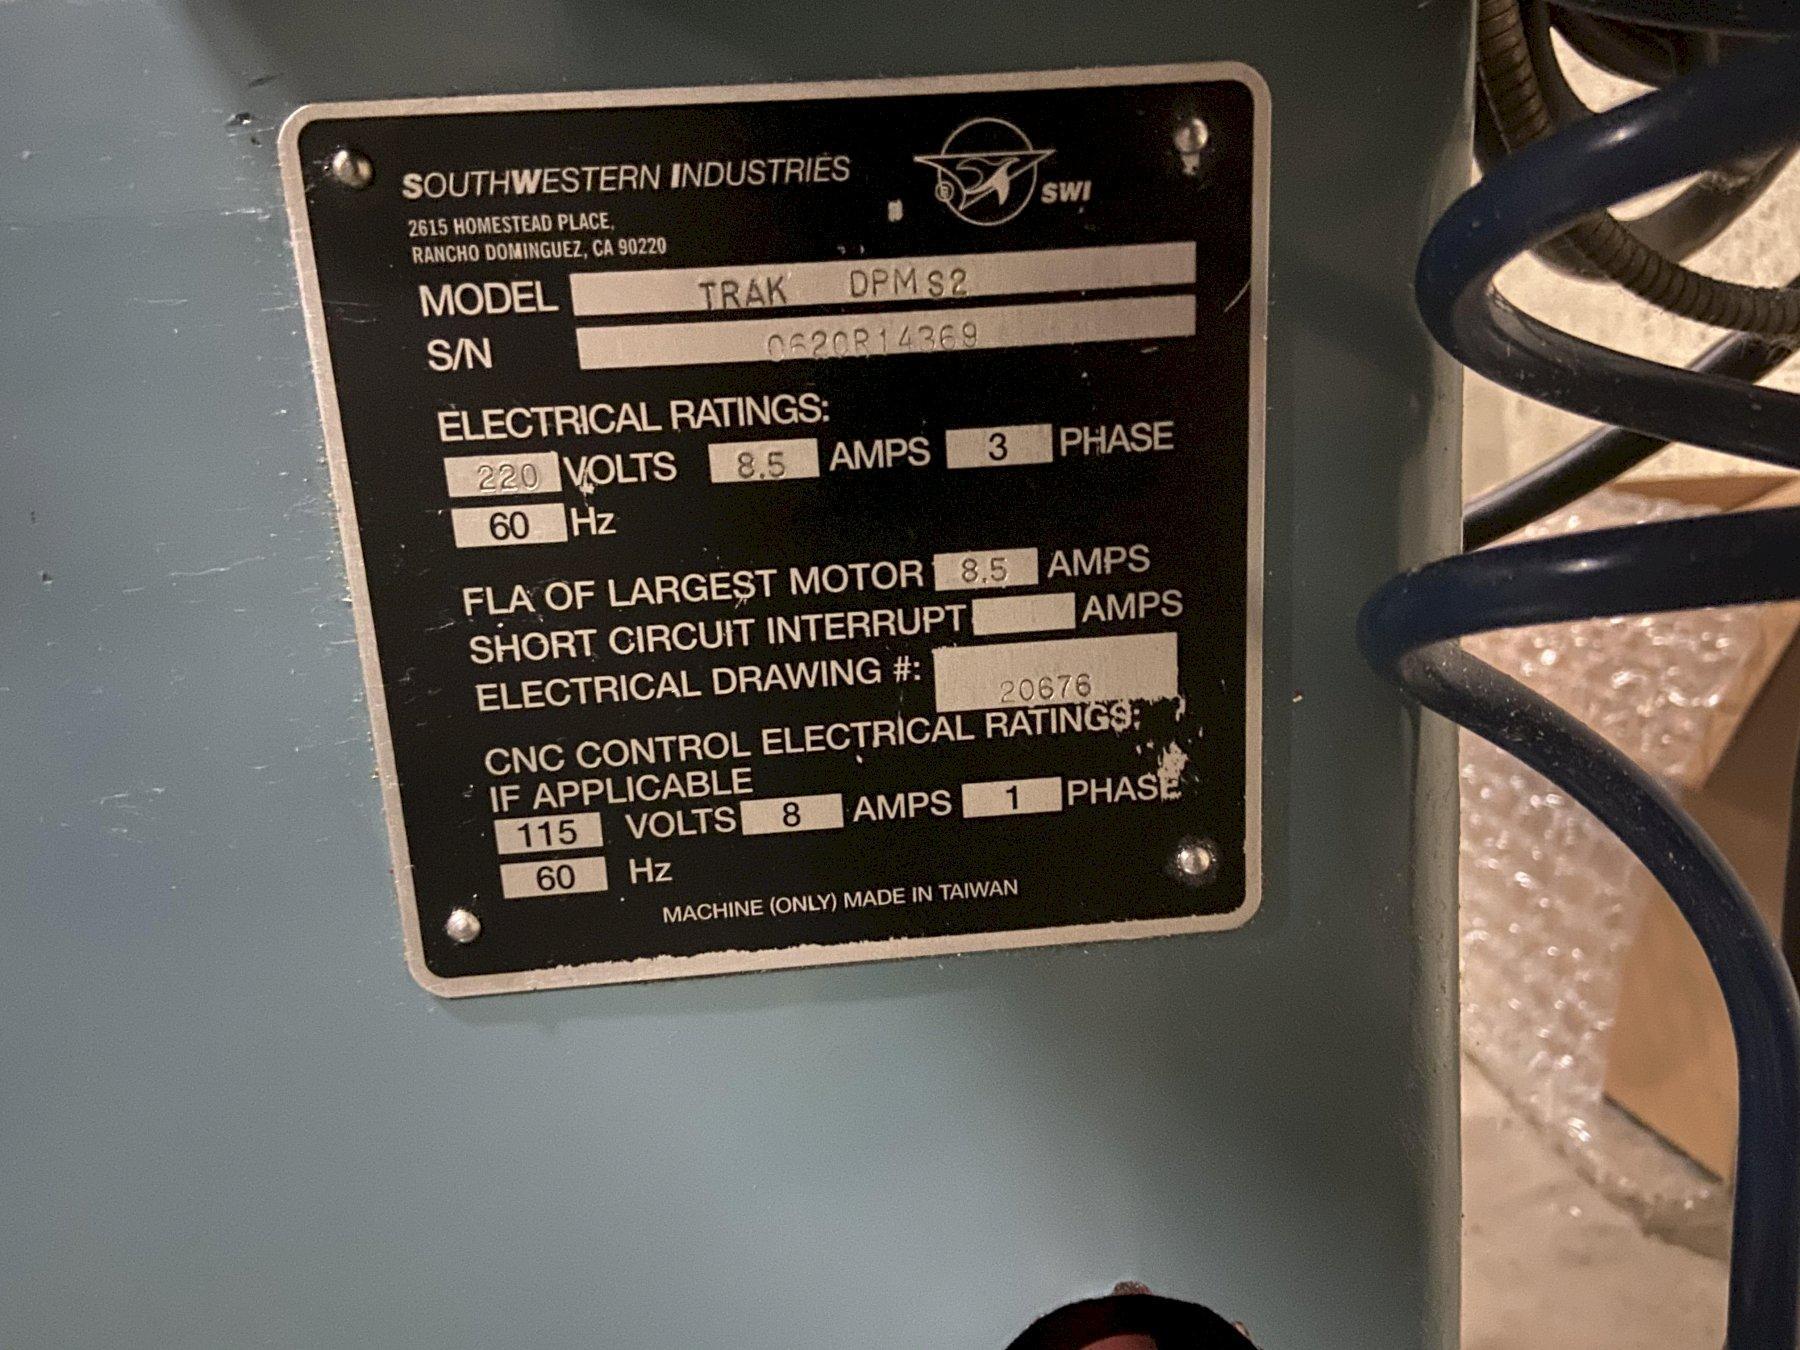 SOUTHWESTERN INDUSTRIES
® SWI
2615 HOMESTEAD PLACE,
RANCHO DOMINGUEZ, CA 90220
MODEL TRAK DPM S2
S/N 0620R14369
ELECTRICAL RATINGS:
220 VOLTS 8.5 AMPS 3 PHASE
60 Hz
FLA OF LARGEST MOTOR 8.5 AMPS
SHORT CIRCUIT INTERRUPT AMPS
ELECTRICAL DRAWING #: 20676
CNC CONTROL ELECTRICAL RATINGS:
IF APPLICABLE
115 VOLTS 8 AMPS 1 PHASE
60 Hz
MACHINE (ONLY) MADE IN TAIWAN